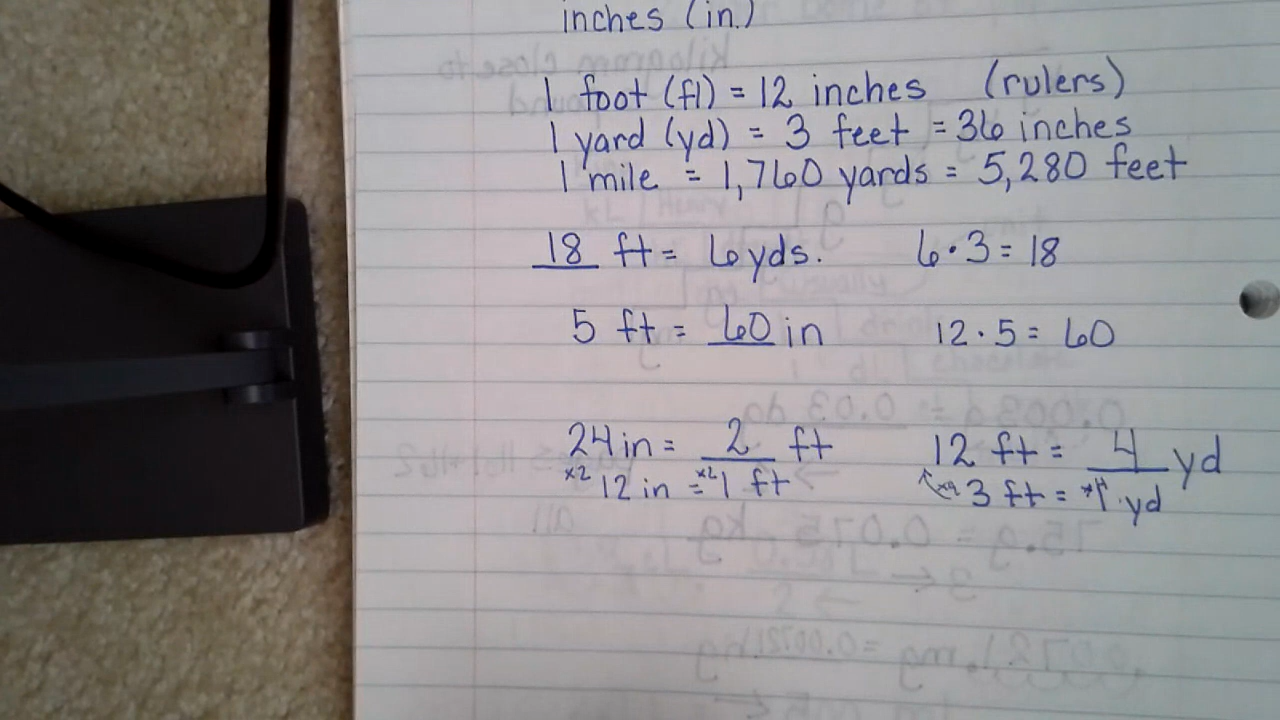 inches (in.)
1 foot (ft) = 12 inches (rulers)
1 yard (yd) = 3 feet = 36 inches
1 mile = 1,760 yards = 5,280 feet
18 ft = 6 yds. 6 · 3 = 18
5 ft = 60 in 12 · 5 = 60
24 in = 2 ft 12 ft = 4 yd
x2 12 in = x2 1 ft x4 3 ft = x4 1 yd